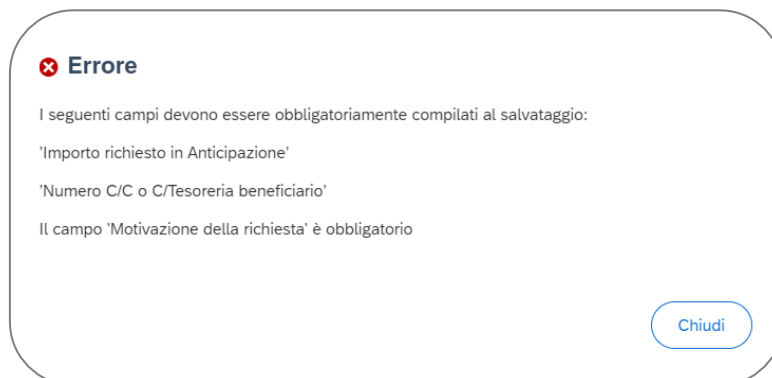 Errore
I seguenti campi devono essere obbligatoriamente compilati al salvataggio:
'Importo richiesto in Anticipazione'
'Numero C/C o C/Tesoreria beneficiario'
Il campo 'Motivazione della richiesta' è obbligatorio
Chiudi